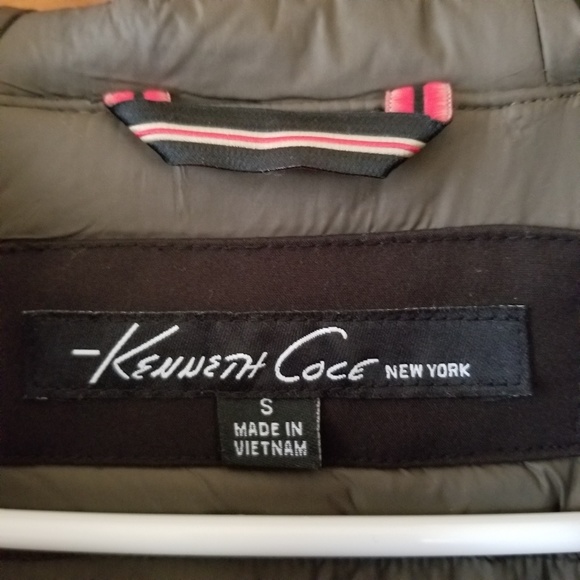 KENNETH COLE NEW YORK
S
MADE IN
VIETNAM